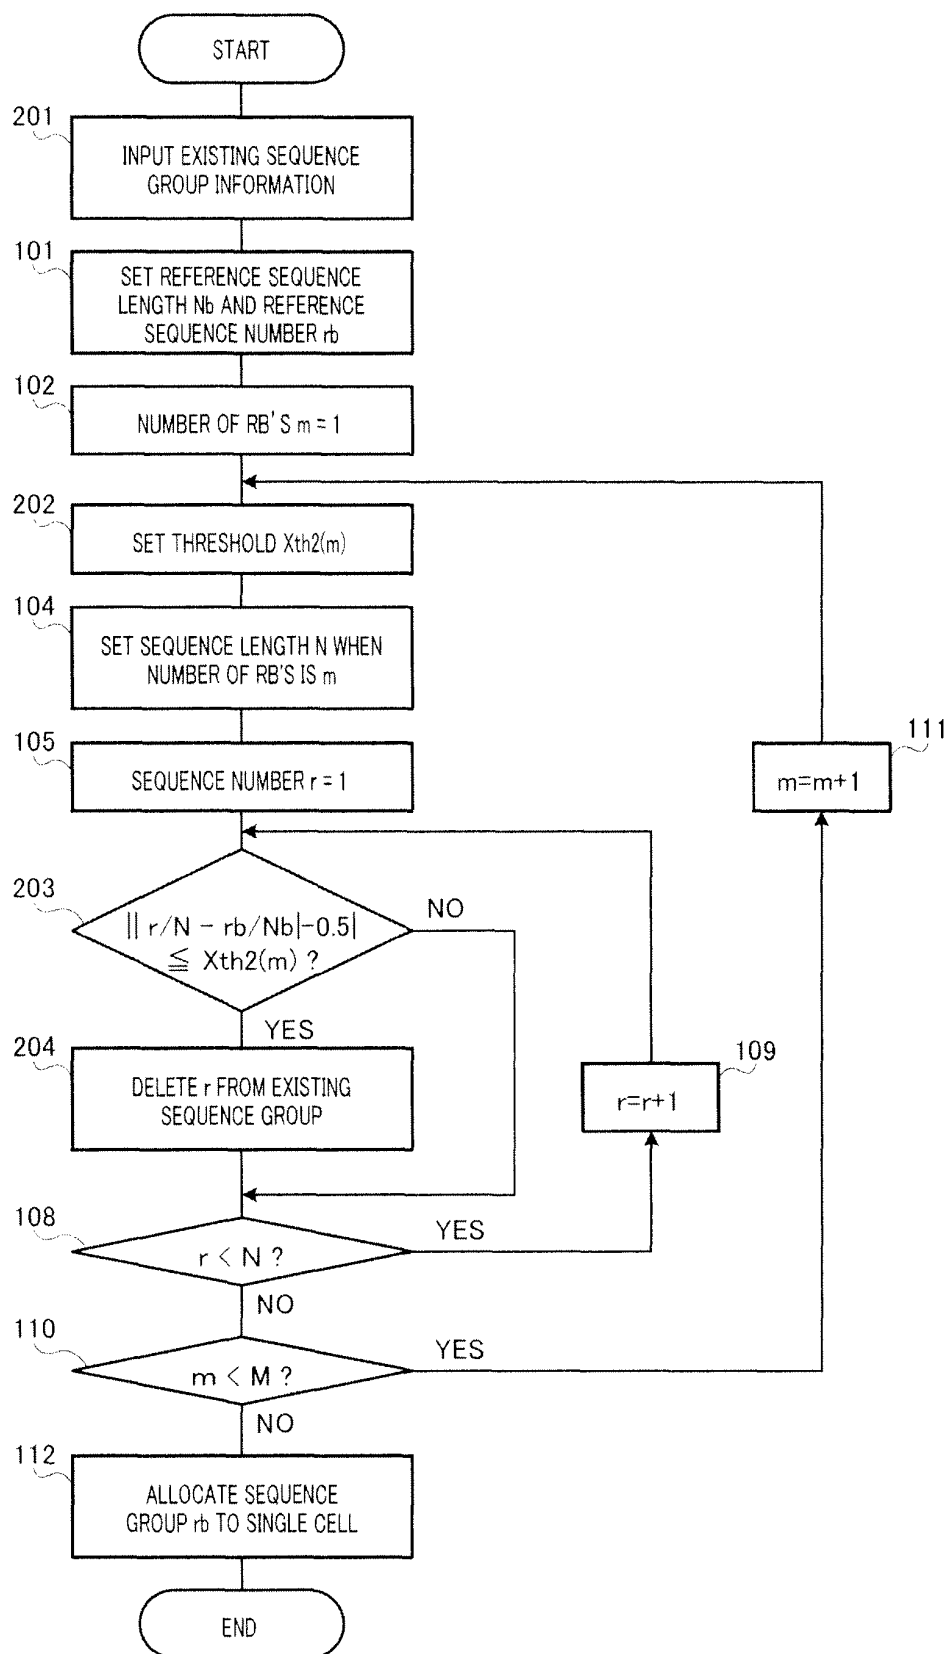 START
201
INPUT EXISTING SEQUENCE
GROUP INFORMATION
101
SET REFERENCE SEQUENCE
LENGTH Nb AND REFERENCE
SEQUENCE NUMBER rb
102
NUMBER OF RB'S m = 1
202
SET THRESHOLD Xth2(m)
104
SET SEQUENCE LENGTH N WHEN
NUMBER OF RB'S IS m
105
SEQUENCE NUMBER r = 1
111
m=m+1
203
|| r/N - rb/Nb|-0.5|
≦ Xth2(m) ?
NO
YES
204
DELETE r FROM EXISTING
SEQUENCE GROUP
109
r=r+1
108
r < N ?
YES
NO
110
m < M ?
YES
NO
112
ALLOCATE SEQUENCE
GROUP rb TO SINGLE CELL
END